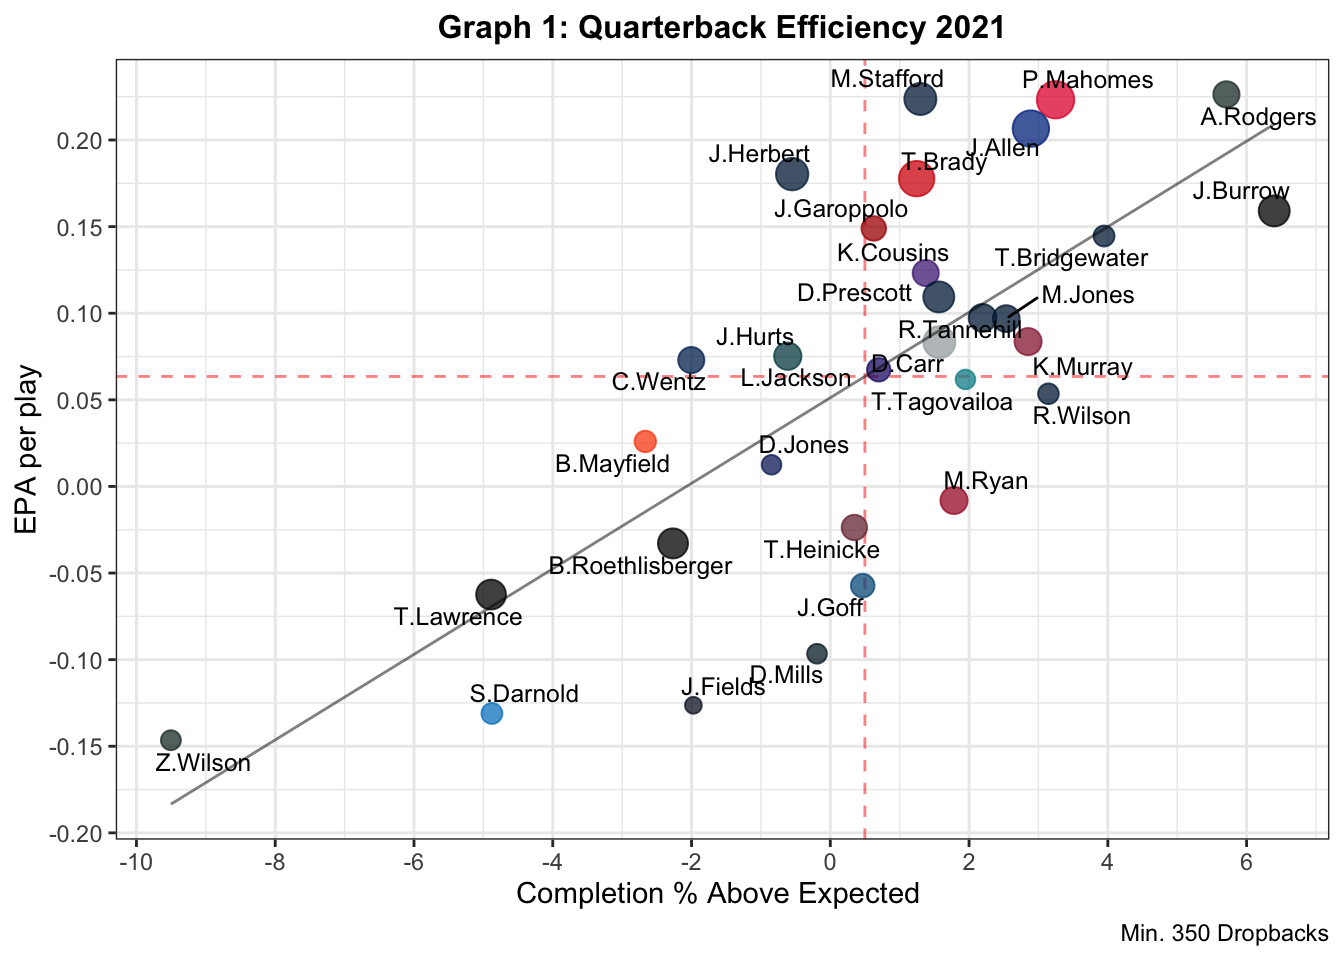 Graph 1: Quarterback Efficiency 2021
M.Stafford
P.Mahomes
A.Rodgers
J.Allen
T.Brady
J.Herbert
J.Burrow
J.Garoppolo
K.Cousins
T.Bridgewater
D.Prescott
M.Jones
R.Tannehill
J.Hurts
D.Carr
K.Murray
L.Jackson
C.Wentz
T.Tagovailoa
R.Wilson
D.Jones
B.Mayfield
M.Ryan
T.Heinicke
B.Roethlisberger
J.Goff
T.Lawrence
D.Mills
J.Fields
S.Darnold
Z.Wilson
0.20
0.15
0.10
0.05
0.00
-0.05
-0.10
-0.15
-0.20
EPA per play
-10 -8 -6 -4 -2 0 2 4 6
Completion % Above Expected
Min. 350 Dropbacks